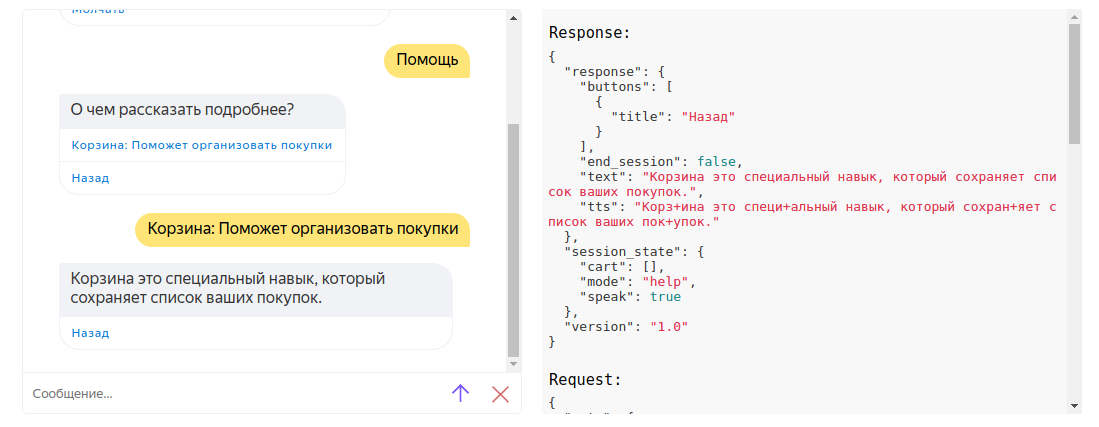 Молчать
Помощь
О чем рассказать подробнее?
Корзина: Поможет организовать покупки
Назад
Корзина: Поможет организовать покупки
Корзина это специальный навык, который
сохраняет список ваших покупок.
Назад
Сообщение...
Response:
{
  "response": {
    "buttons": [
      {
        "title": "Назад"
      }
    ],
    "end_session": false,
    "text": "Корзина это специальный навык, который сохраняет спи
сок ваших покупок.",
    "tts": "Корз+ина это специ+альный навык, который сохран+яет с
писок ваших пок+упок."
  },
  "session_state": {
    "cart": [],
    "mode": "help",
    "speak": true
  },
  "version": "1.0"
}
Request:
{